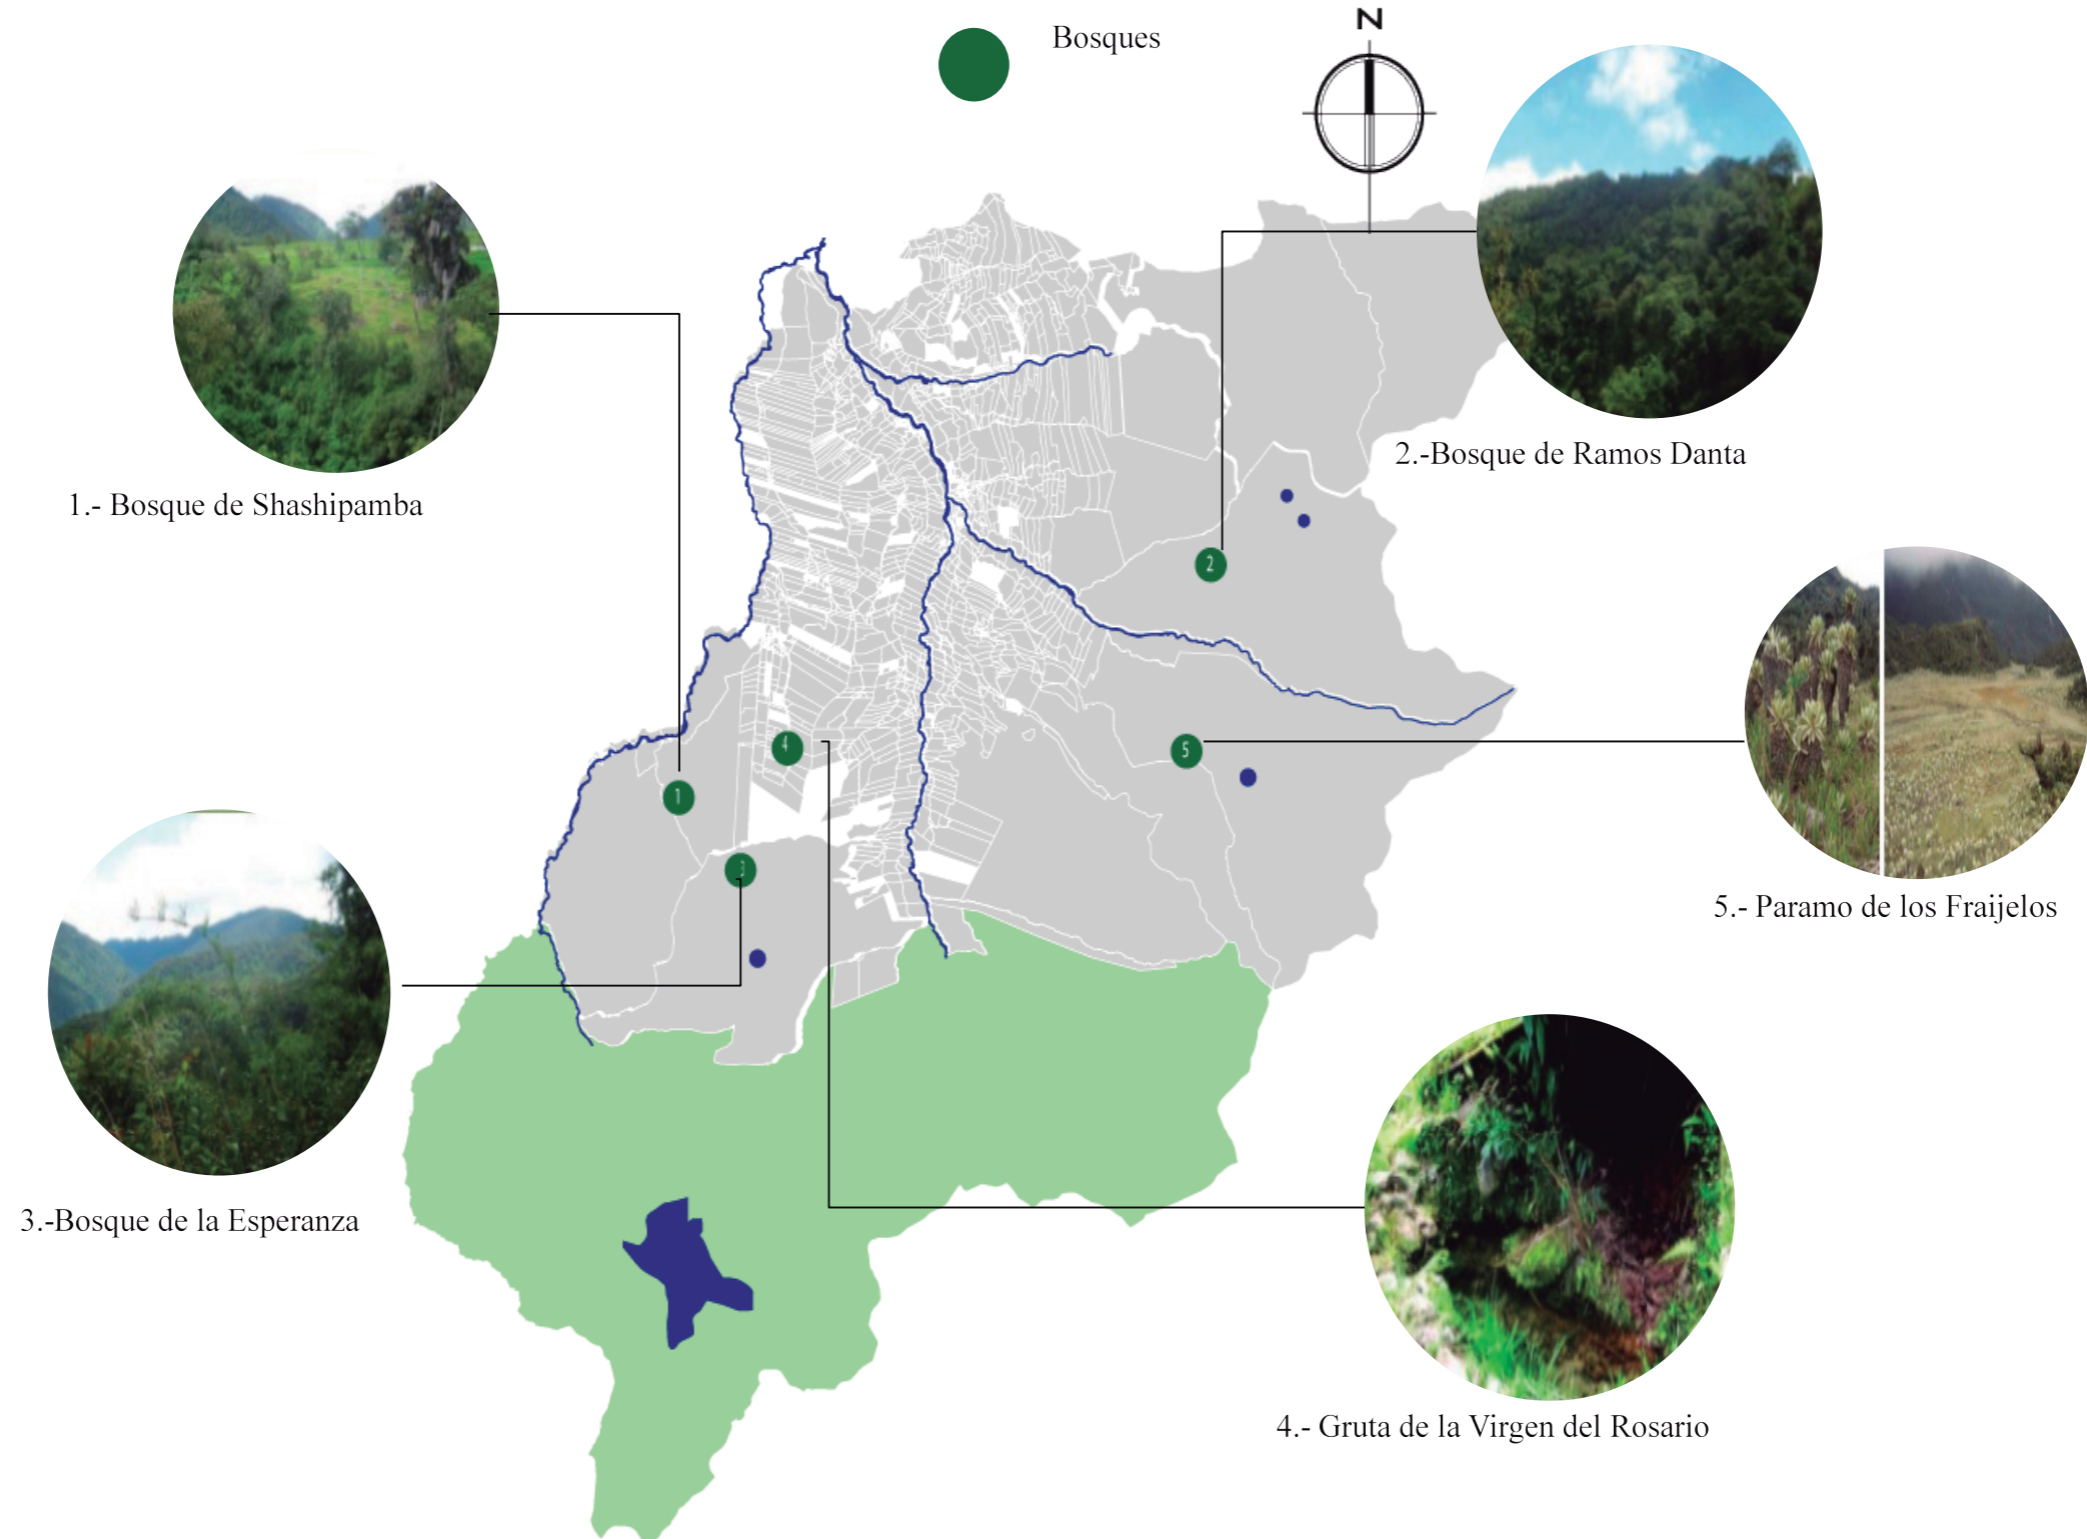 Bosques
N
2.-Bosque de Ramos Danta
1.- Bosque de Shashipamba
2
5.- Paramo de los Fraijelos
4
5
1
3
3.-Bosque de la Esperanza
4.- Gruta de la Virgen del Rosario